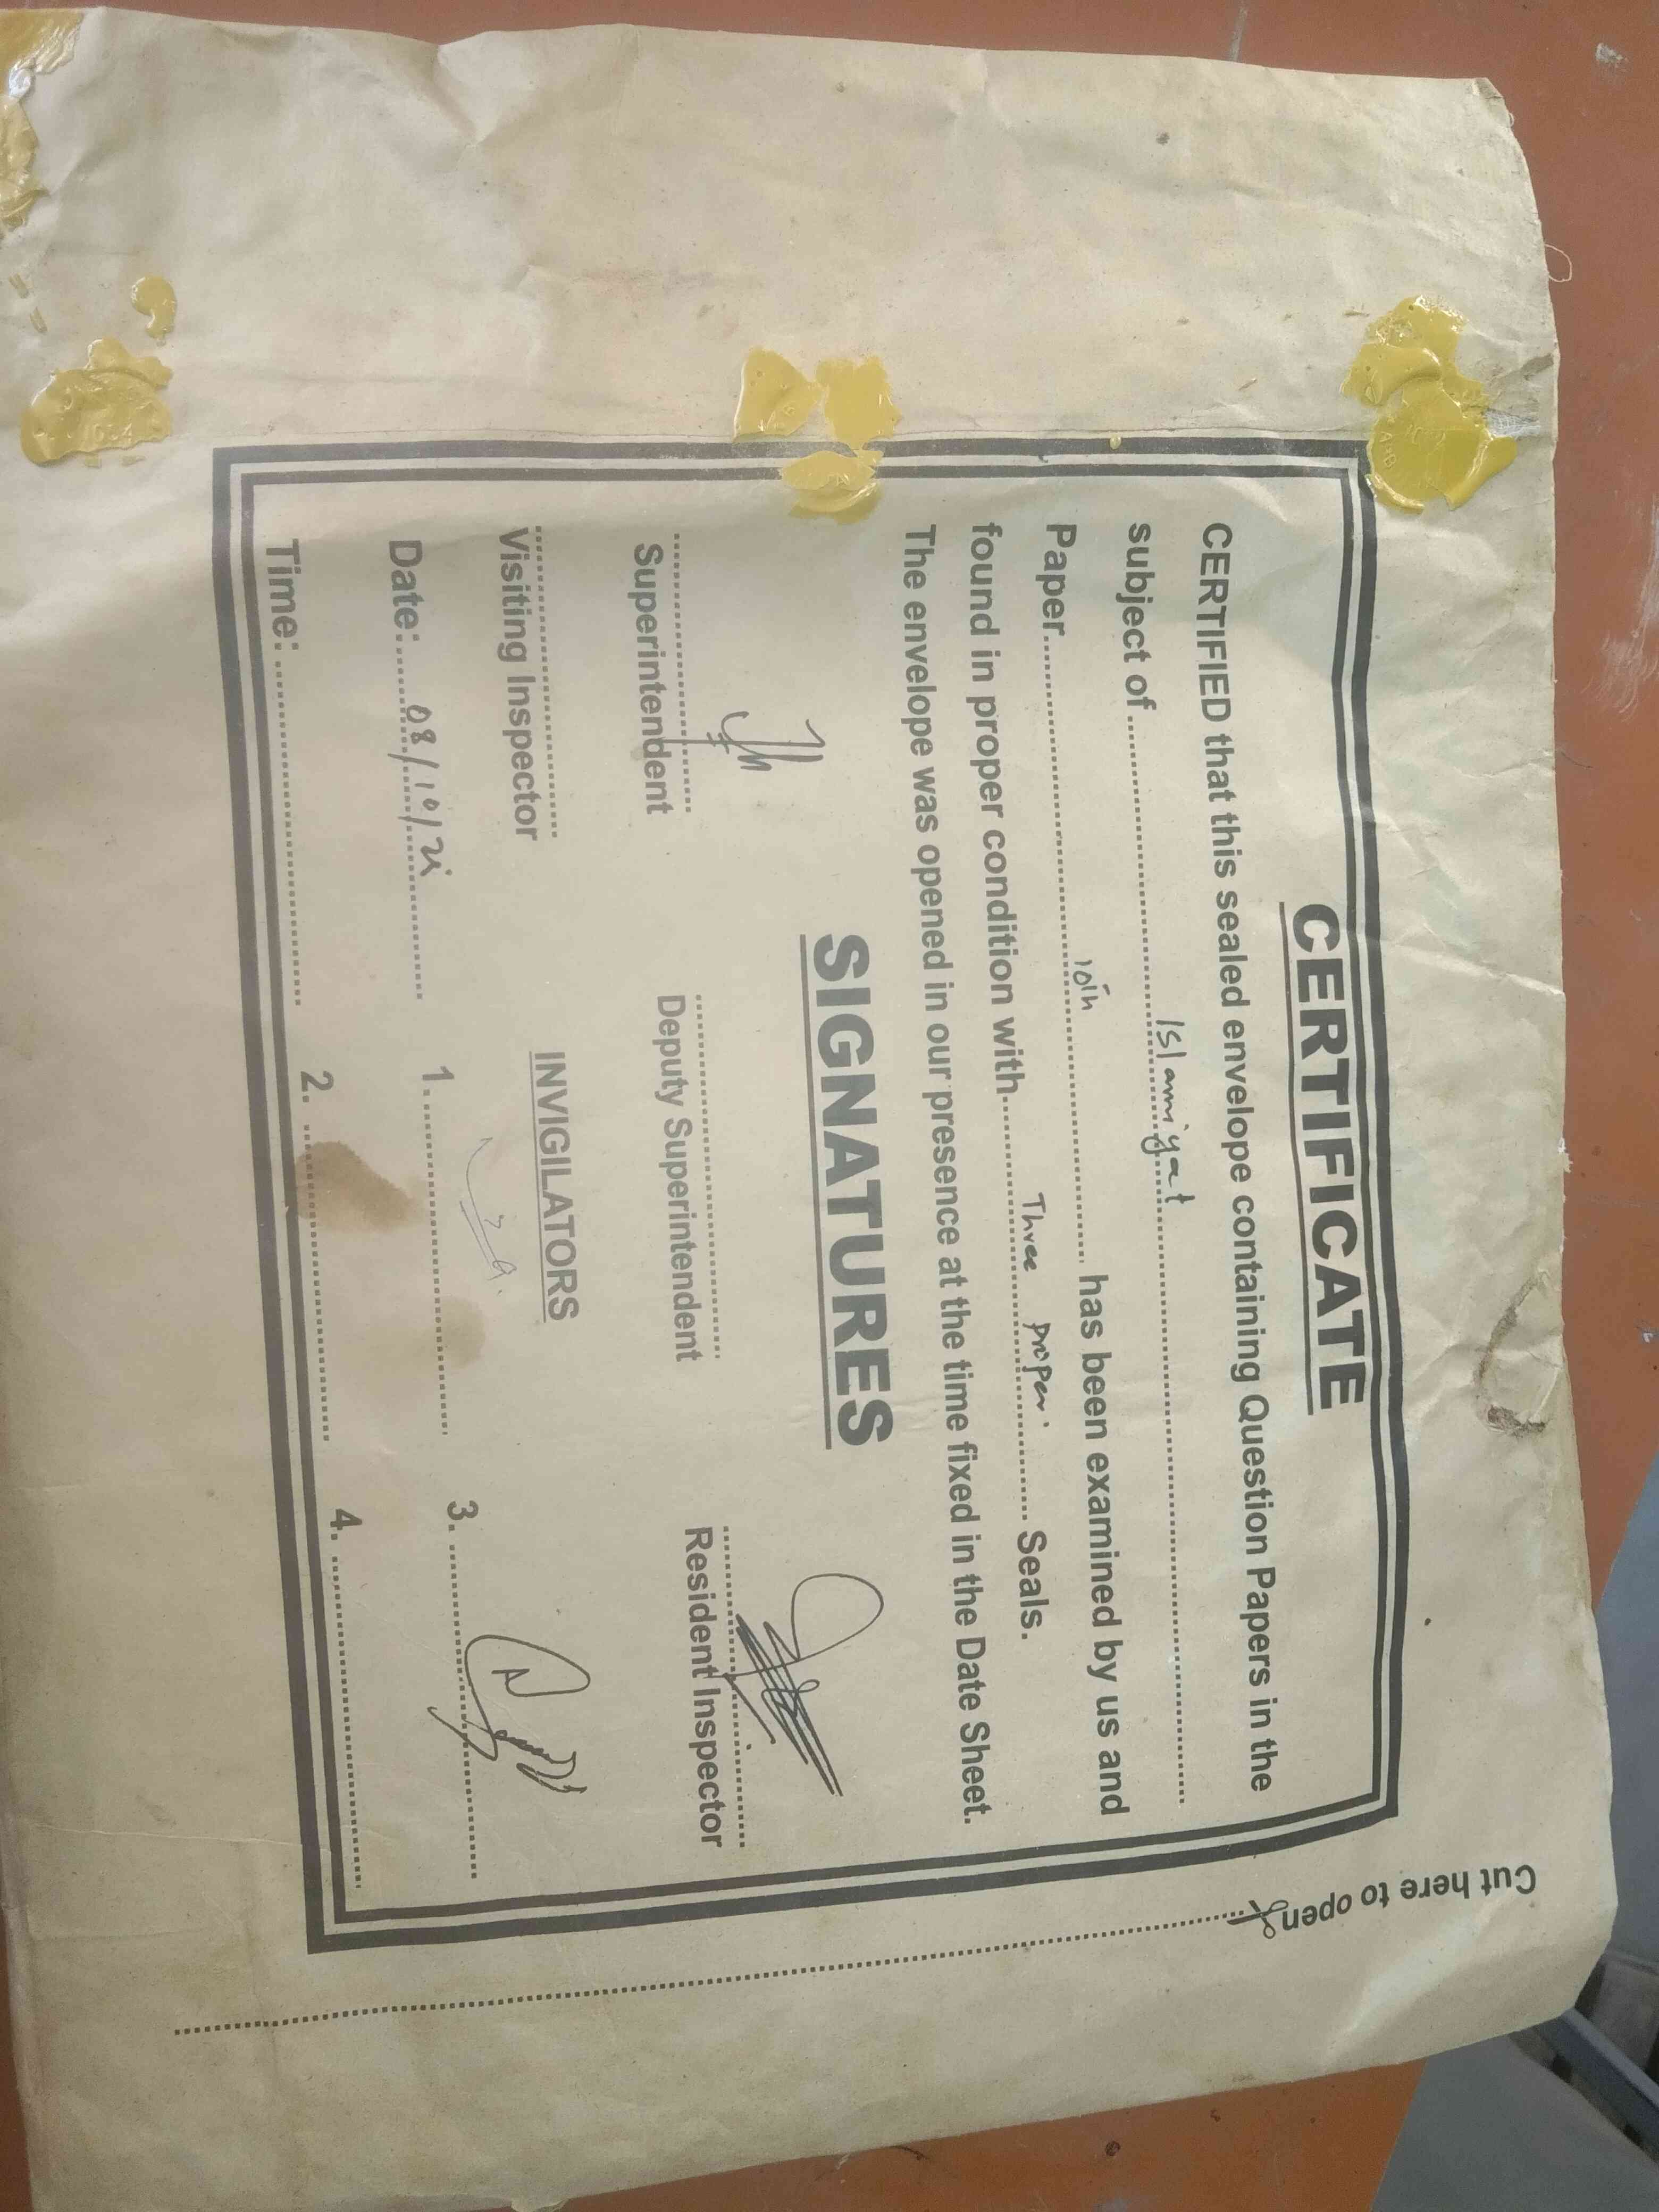 CERTIFICATE
CERTIFIED that this sealed envelope containing Question Papers in the
subject of ........ Islamiyat ........
Paper ........ 10th ........ has been examined by us and
found in proper condition with ........ Three proper ........ Seals.
The envelope was opened in our presence at the time fixed in the Date Sheet.
SIGNATURES
Superintendent Deputy Superintendent Resident Inspector
Visiting Inspector INVIGILATORS
Date: 08/10/21 1. 3.
Time: 2. 4.
Cut here to open